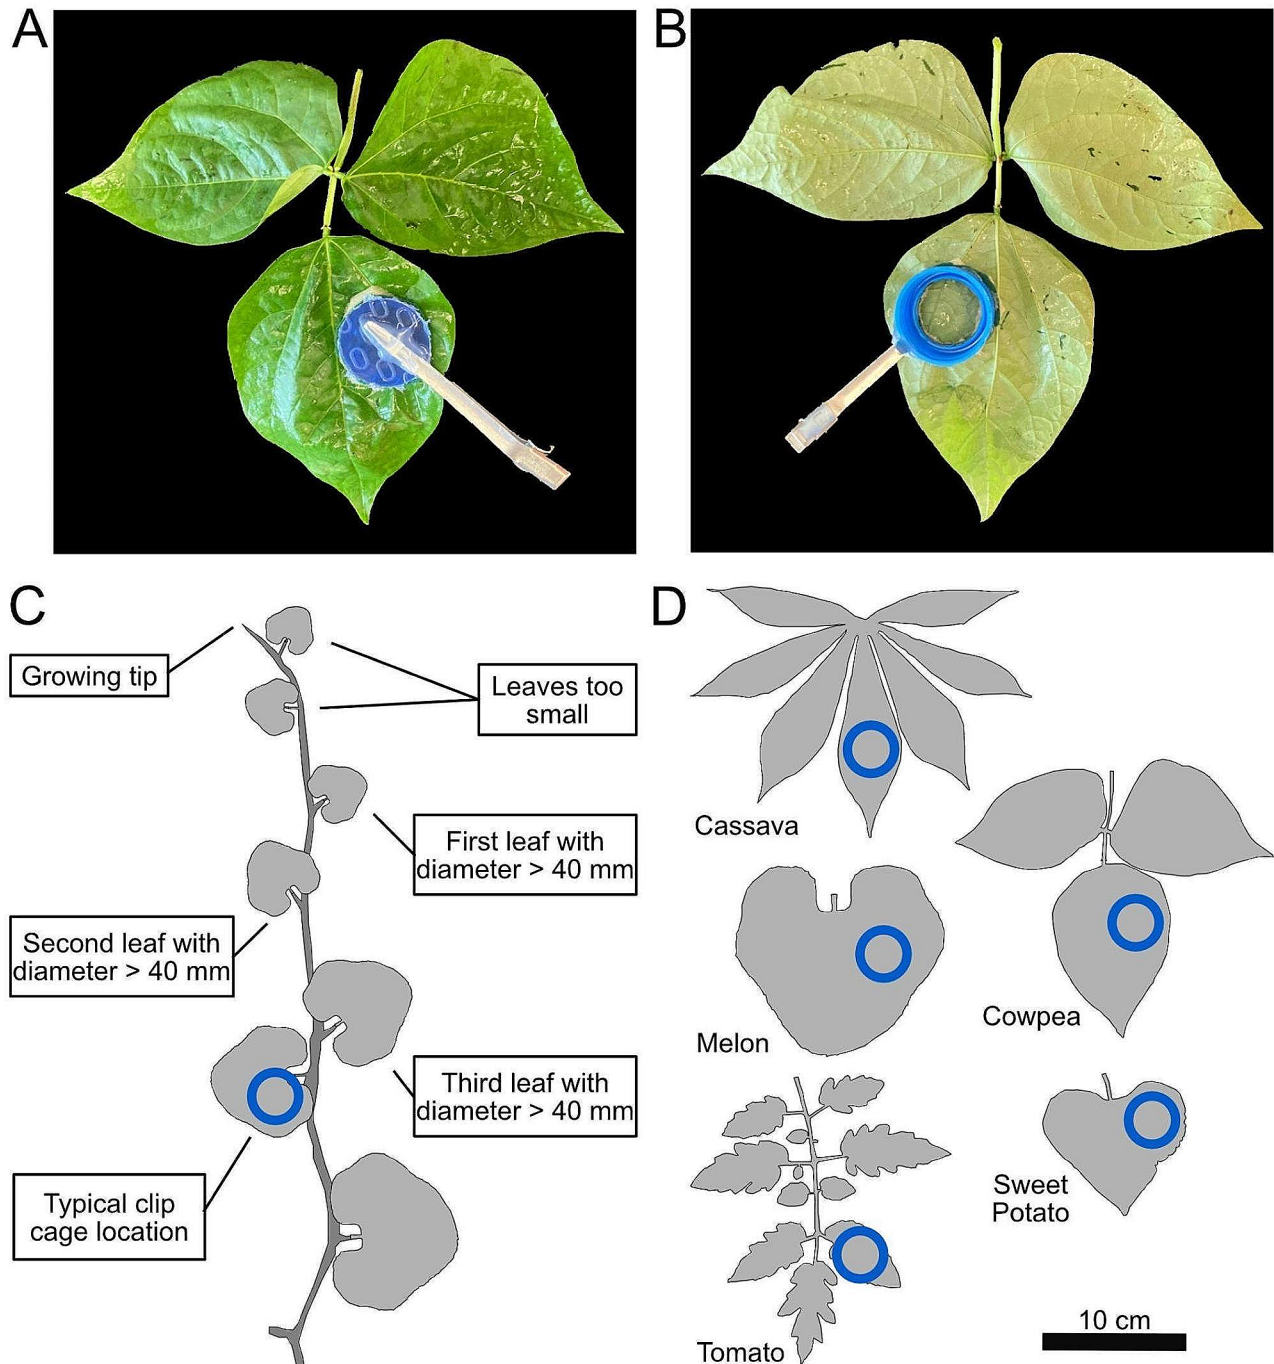 A
B
C
Growing tip
Leaves too
small
First leaf with
diameter > 40 mm
Second leaf with
diameter > 40 mm
Third leaf with
diameter > 40 mm
Typical clip
cage location
D
Cassava
Cowpea
Melon
Sweet
Potato
Tomato
10 cm